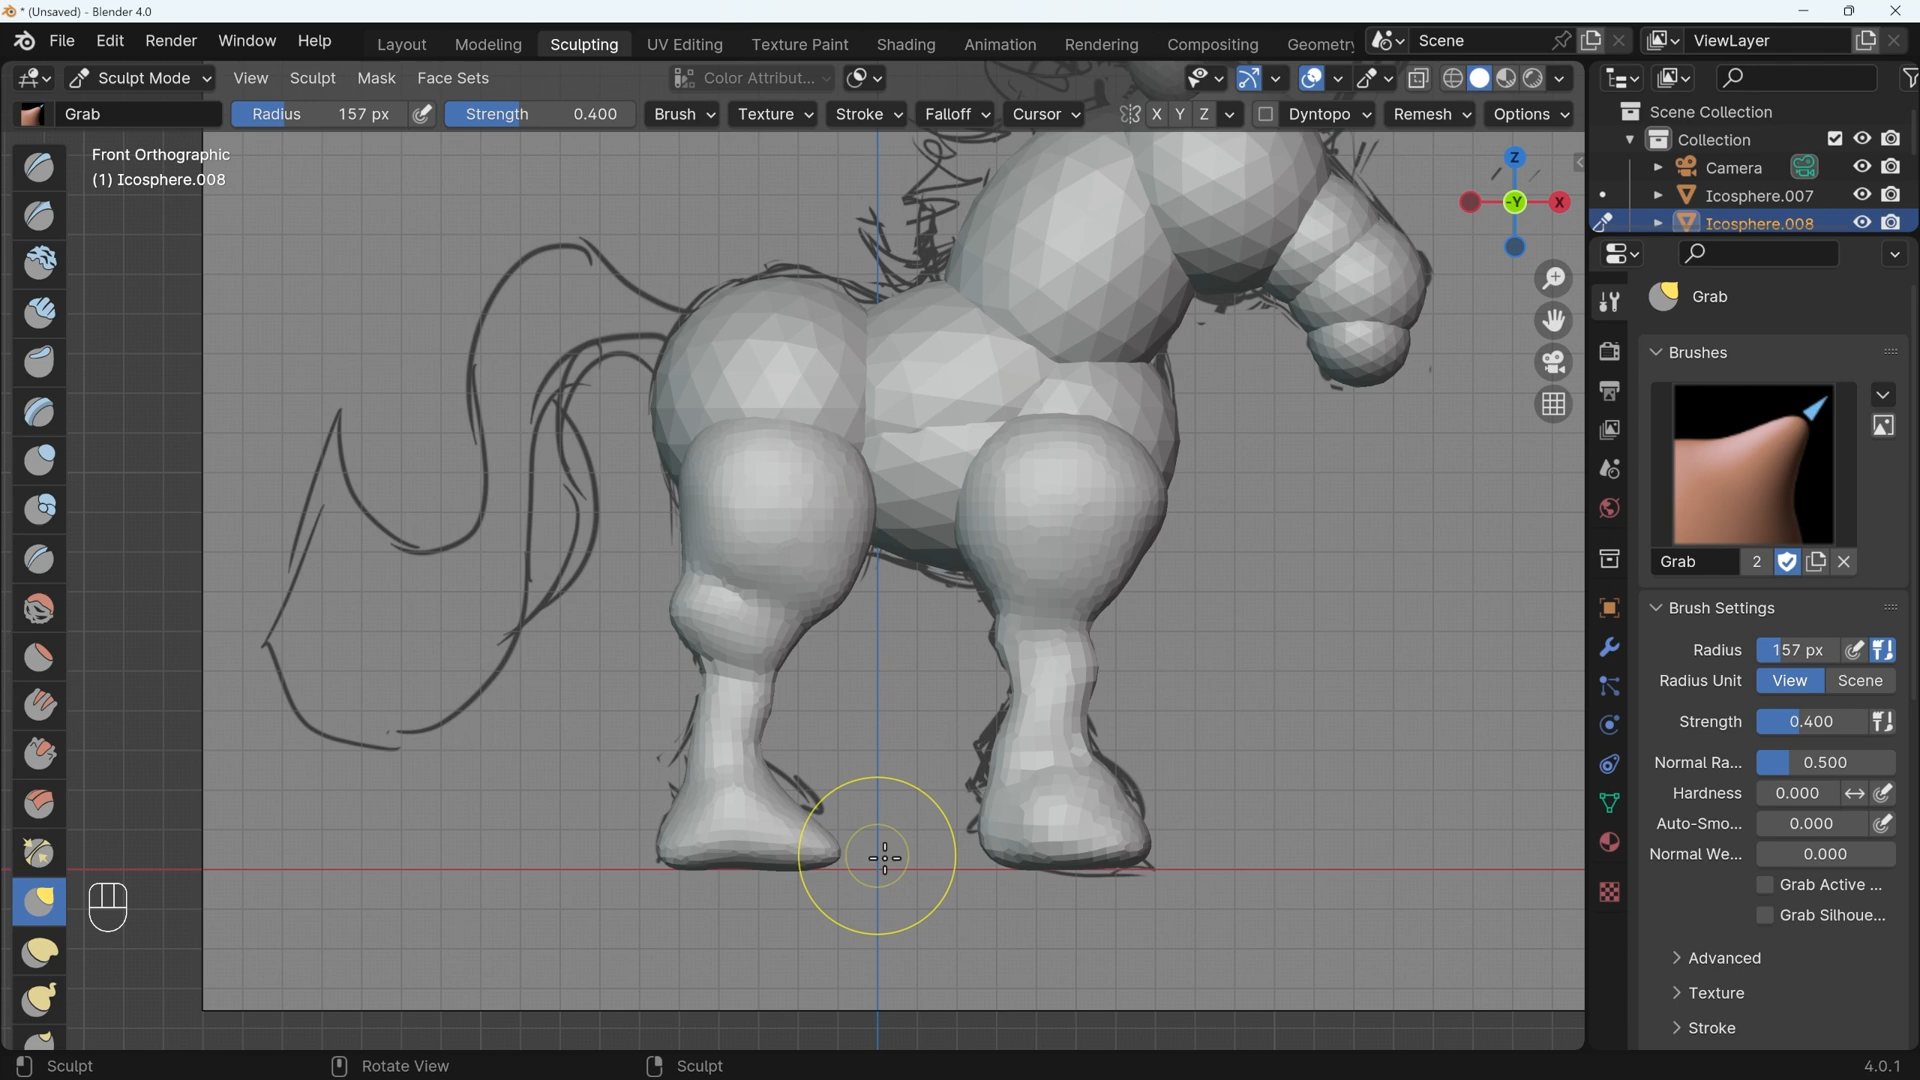 * (Unsaved) - Blender 4.0
File Edit Render Window Help Layout Modeling Sculpting UV Editing Texture Paint Shading Animation Rendering Compositing Geometry Scene ViewLayer
Sculpt Mode View Sculpt Mask Face Sets Color Attribut...
Grab Radius 157 px Strength 0.400 Brush Texture Stroke Falloff Cursor X Y Z Dyntopo Remesh Options
Front Orthographic
(1) Icosphere.008
Z
-Y
X
Scene Collection
Collection
Camera
Icosphere.007
Icosphere.008
Grab
Brushes
Grab 2
Brush Settings
Radius 157 px
Radius Unit View Scene
Strength 0.400
Normal Ra... 0.500
Hardness 0.000
Auto-Smo... 0.000
Normal We... 0.000
Grab Active ...
Grab Silhoue...
Advanced
Texture
Stroke
Sculpt Rotate View Sculpt 4.0.1